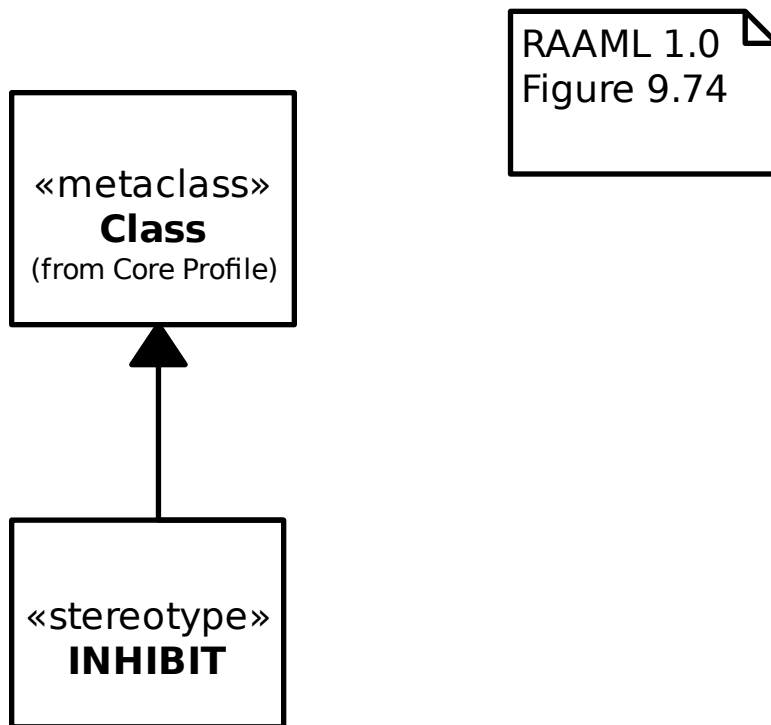 RAAML 1.0
Figure 9.74
«metaclass»
Class
(from Core Profile)
«stereotype»
INHIBIT